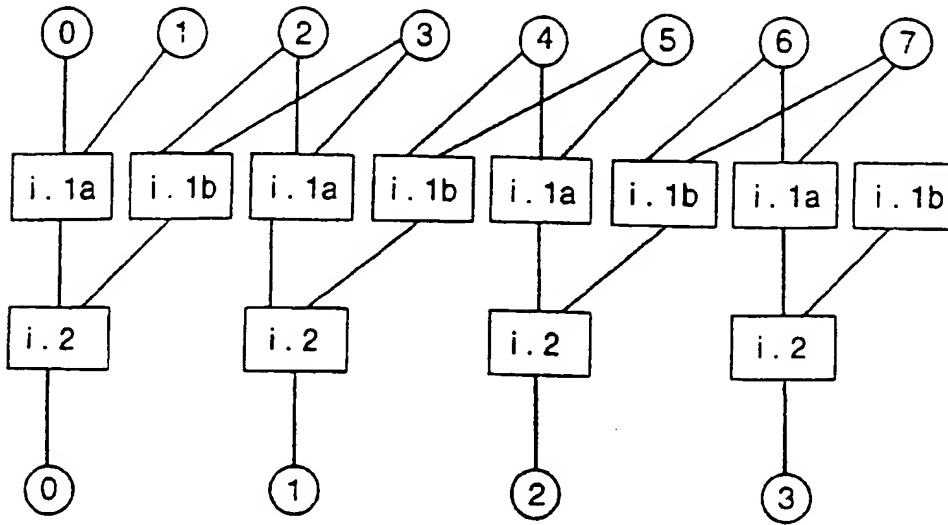 0 1 2 3 4 5 6 7
i. 1a i. 1b i. 1a i. 1b i. 1a i. 1b i. 1a i. 1b
i. 2 i. 2 i. 2 i. 2
0 1 2 3